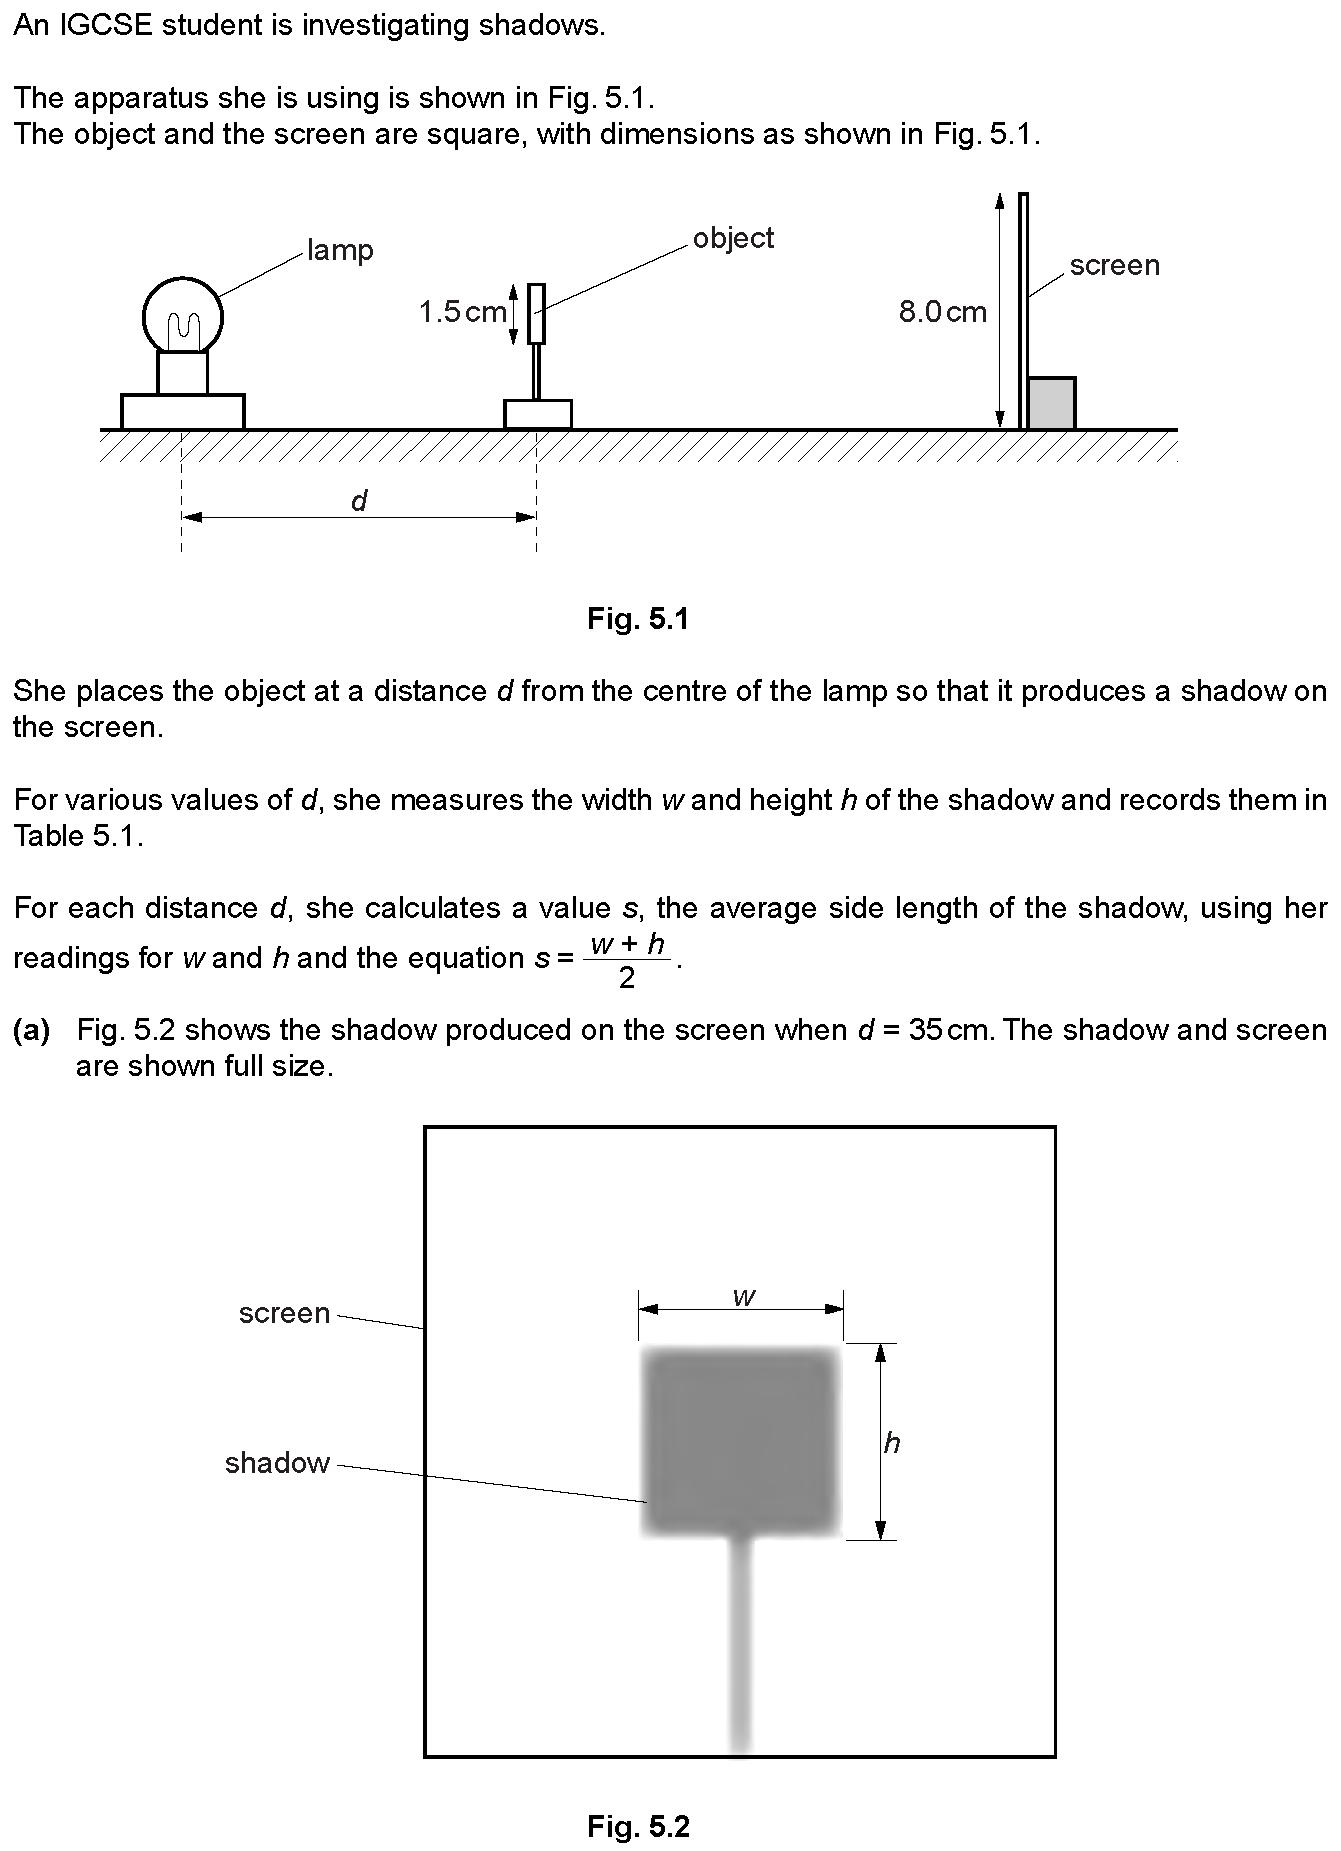 An IGCSE student is investigating shadows.
The apparatus she is using is shown in Fig. 5.1.
The object and the screen are square, with dimensions as shown in Fig. 5.1.
lamp
object
screen
1.5 cm
8.0 cm
d
Fig. 5.1
She places the object at a distance d from the centre of the lamp so that it produces a shadow on
the screen.
For various values of d, she measures the width w and height h of the shadow and records them in
Table 5.1.
For each distance d, she calculates a value s, the average side length of the shadow, using her
readings for w and h and the equation s = (w + h)/2.
(a) Fig. 5.2 shows the shadow produced on the screen when d = 35 cm. The shadow and screen
are shown full size.
w
screen
h
shadow
Fig. 5.2